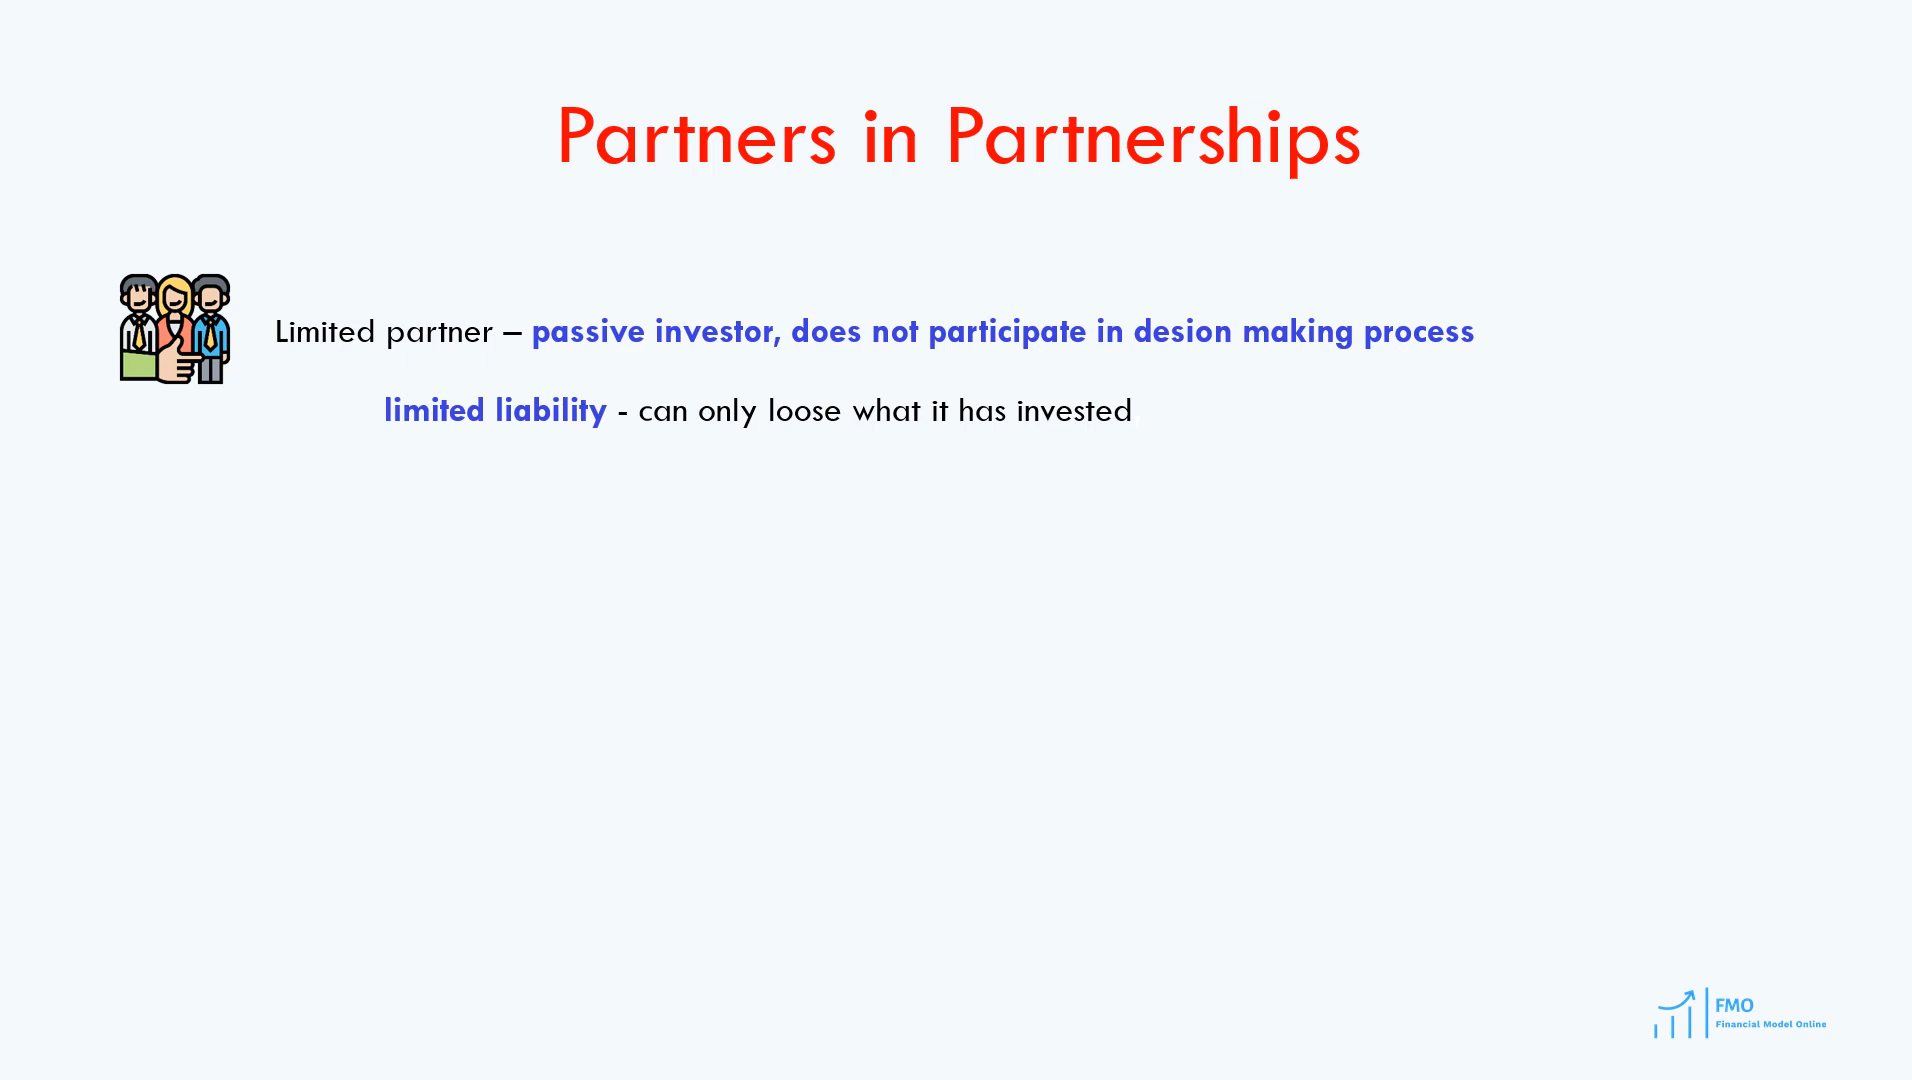 Partners in Partnerships
Limited partner – passive investor, does not participate in desion making process
limited liability - can only loose what it has invested
FMO
Financial Model Online